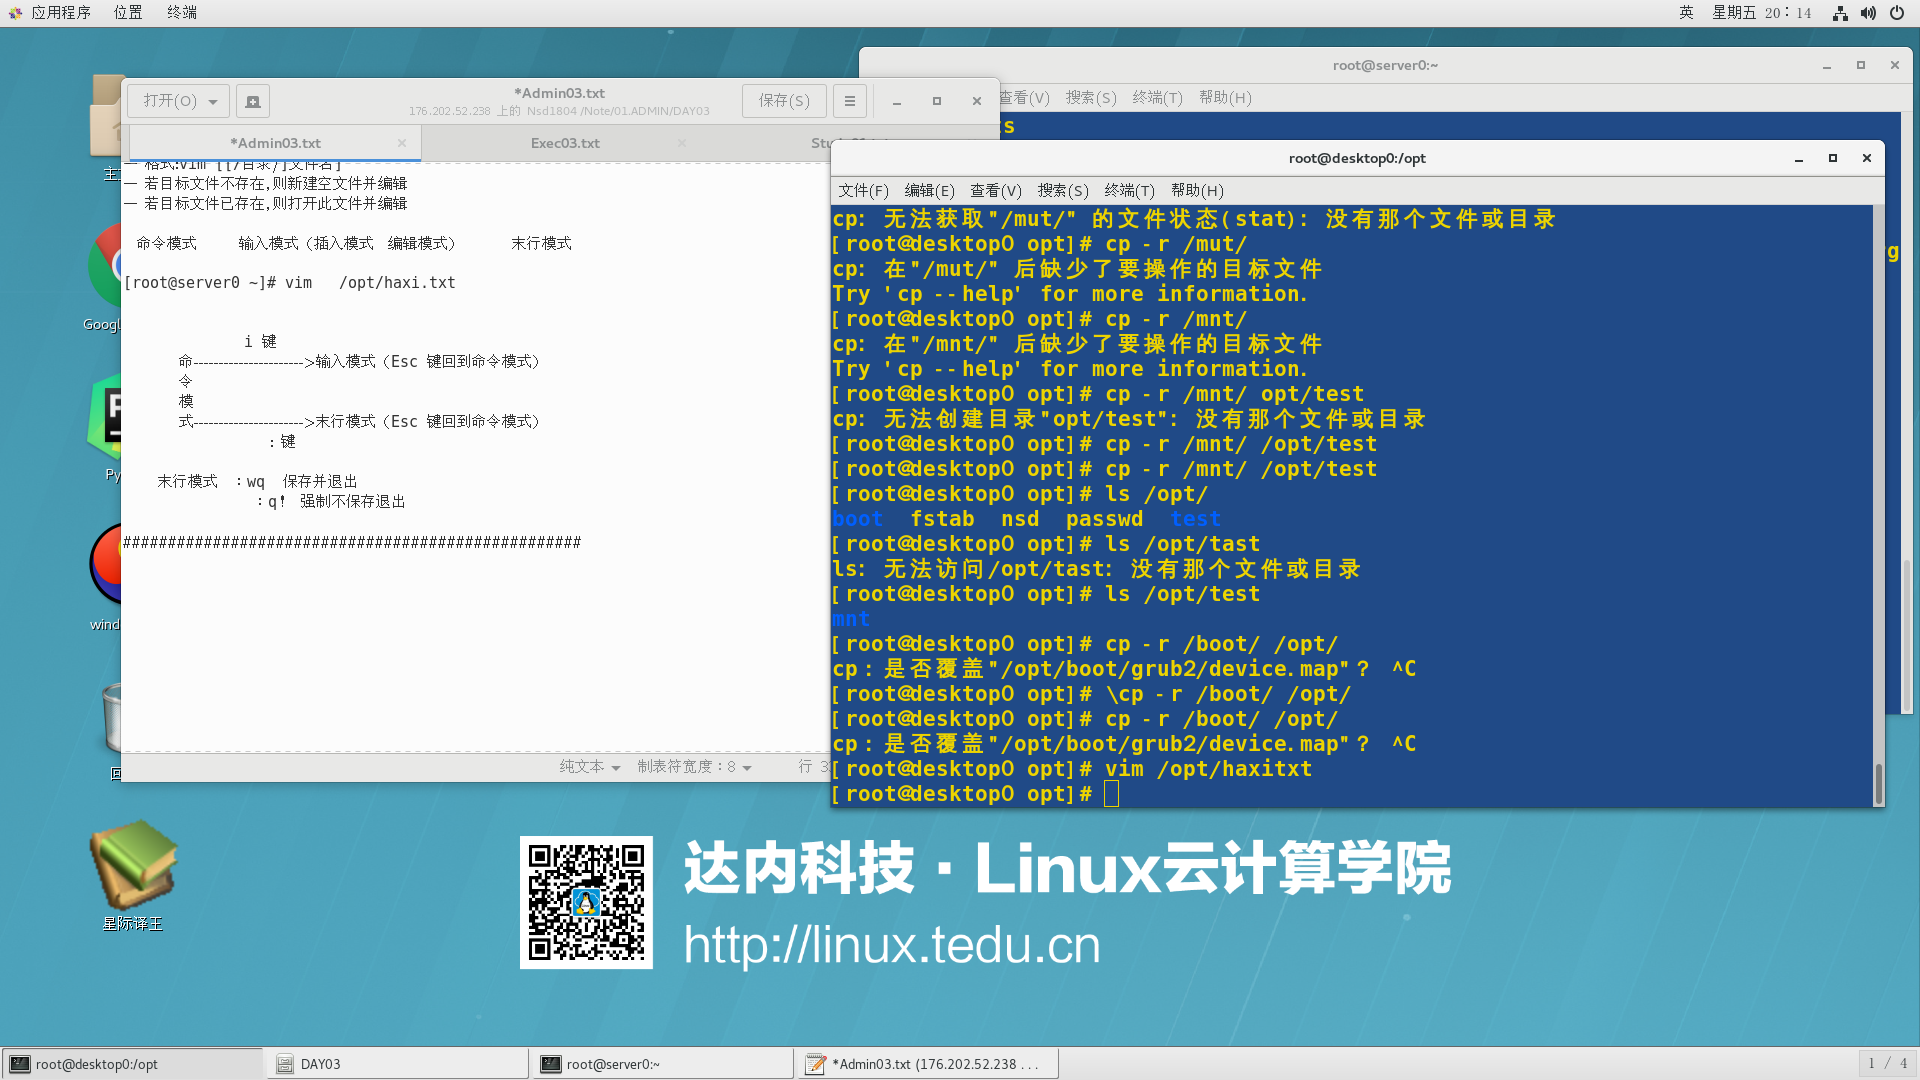 应用程序 位置 终端
英 星期五 20：14
root@server0:~
查看(V) 搜索(S) 终端(T) 帮助(H)
打开(O)
*Admin03.txt
176.202.52.238 上的 Nsd1804 /Note/01.ADMIN/DAY03
保存(S)
*Admin03.txt
Exec03.txt
— 格式:vim [[/目录/]文件名]
— 若目标文件不存在,则新建空文件并编辑
— 若目标文件已存在,则打开此文件并编辑
命令模式 输入模式（插入模式 编辑模式） 末行模式
[root@server0 ~]# vim /opt/haxi.txt
i 键
命----------------------->输入模式（Esc 键回到命令模式）
令
模
式----------------------->末行模式（Esc 键回到命令模式）
：键
末行模式 ：wq 保存并退出
：q！ 强制不保存退出
###################################################
纯文本 制表符宽度：8 行
root@desktop0:/opt
文件(F) 编辑(E) 查看(V) 搜索(S) 终端(T) 帮助(H)
cp: 无法获取"/mut/" 的文件状态(stat): 没有那个文件或目录
[root@desktop0 opt]# cp -r /mut/
cp: 在"/mut/" 后缺少了要操作的目标文件
Try 'cp --help' for more information.
[root@desktop0 opt]# cp -r /mnt/
cp: 在"/mnt/" 后缺少了要操作的目标文件
Try 'cp --help' for more information.
[root@desktop0 opt]# cp -r /mnt/ opt/test
cp: 无法创建目录"opt/test": 没有那个文件或目录
[root@desktop0 opt]# cp -r /mnt/ /opt/test
[root@desktop0 opt]# cp -r /mnt/ /opt/test
[root@desktop0 opt]# ls /opt/
boot fstab nsd passwd test
[root@desktop0 opt]# ls /opt/tast
ls: 无法访问/opt/tast: 没有那个文件或目录
[root@desktop0 opt]# ls /opt/test
mnt
[root@desktop0 opt]# cp -r /boot/ /opt/
cp：是否覆盖"/opt/boot/grub2/device.map"？ ^C
[root@desktop0 opt]# \cp -r /boot/ /opt/
[root@desktop0 opt]# cp -r /boot/ /opt/
cp：是否覆盖"/opt/boot/grub2/device.map"？ ^C
[root@desktop0 opt]# vim /opt/haxitxt
[root@desktop0 opt]#
星际译王
达内科技·Linux云计算学院
http://linux.tedu.cn
root@desktop0:/opt
DAY03
root@server0:~
*Admin03.txt (176.202.52.238 ...
1 / 4